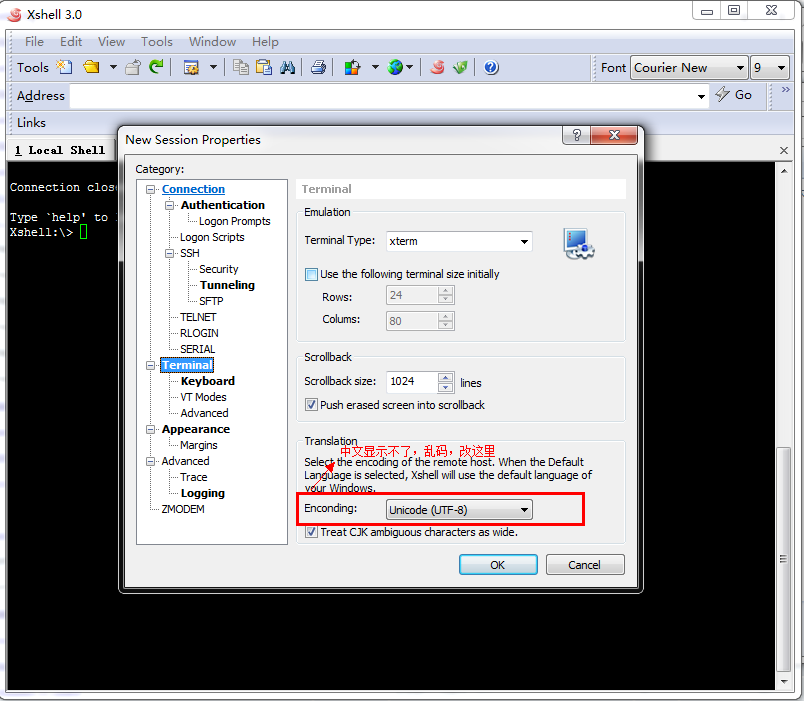 Xshell 3.0
File Edit View Tools Window Help
Tools Font Courier New 9
Address Go
Links
1 Local Shell
Connection clos
Type `help' to
Xshell:\>
New Session Properties
Category:
Connection
Authentication
Logon Prompts
Logon Scripts
SSH
Security
Tunneling
SFTP
TELNET
RLOGIN
SERIAL
Terminal
Keyboard
VT Modes
Advanced
Appearance
Margins
Advanced
Trace
Logging
ZMODEM
Terminal
Emulation
Terminal Type: xterm
Use the following terminal size initially
Rows: 24
Colums: 80
Scrollback
Scrollback size: 1024 lines
Push erased screen into scrollback
Translation
中文显示不了，乱码，改这里
Select the encoding of the remote host. When the Default
Language is selected, Xshell will use the default language of
your Windows.
Enconding: Unicode (UTF-8)
Treat CJK ambiguous characters as wide.
OK Cancel